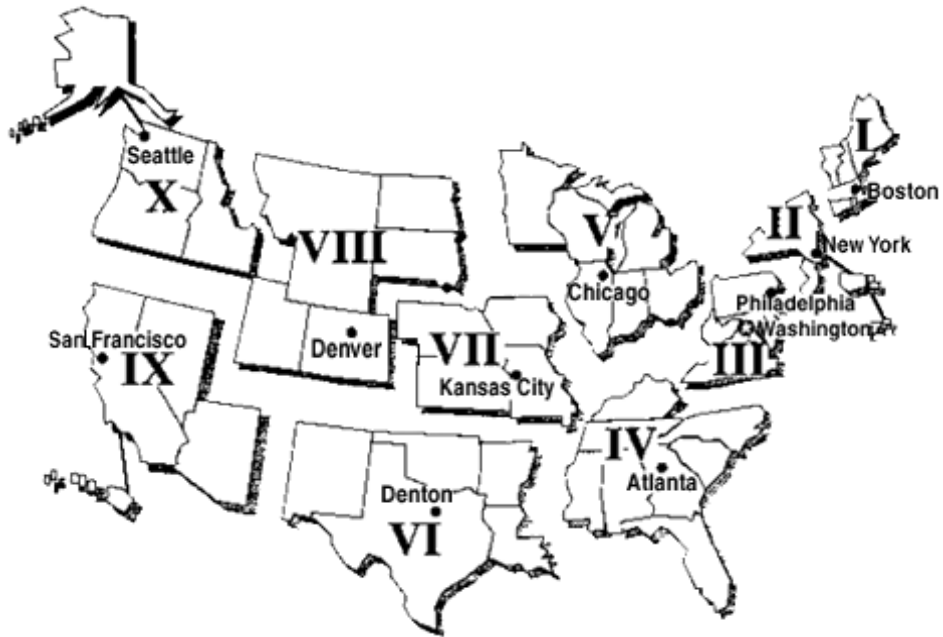 Seattle
X
I
Boston
VIII
V
II
New York
Chicago
Philadelphia
Washington
San Francisco
IX
Denver
VII
III
Kansas City
IV
Atlanta
Denton
VI